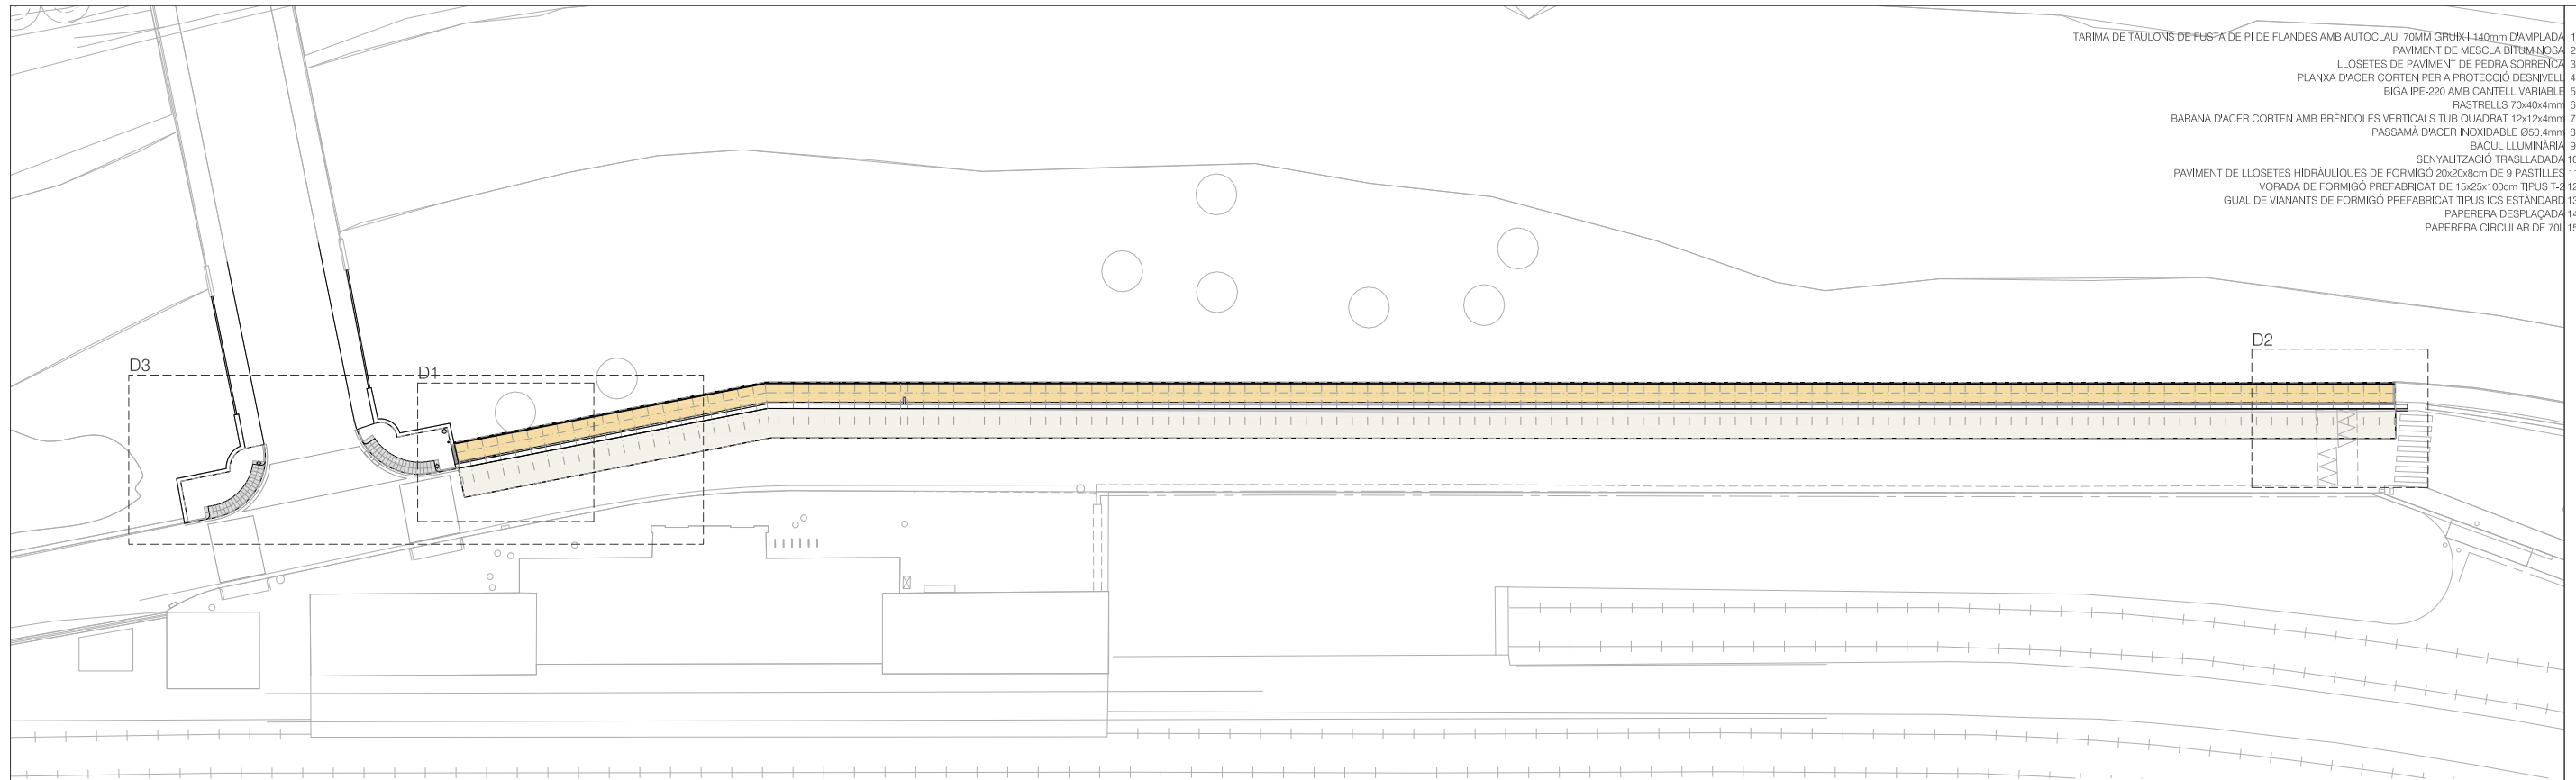 TARIMA DE TAULONS DE FUSTA DE PI DE FLANDES AMB AUTOCLAU, 70MM GRUIX I 140mm D'AMPLADA 1
PAVIMENT DE MESCLA BITUMINOSA 2
LLOSETES DE PAVIMENT DE PEDRA SORRENCA 3
PLANXA D'ACER CORTEN PER A PROTECCIÓ DESNIVELL 4
BIGA IPE-220 AMB CANTELL VARIABLE 5
RASTRELLS 70x40x4mm 6
BARANA D'ACER CORTEN AMB BRÈNDOLES VERTICALS TUB QUADRAT 12x12x4mm 7
PASSAMÀ D'ACER INOXIDABLE Ø50.4mm 8
BÀCUL LLUMINÀRIA 9
SENYALITZACIÓ TRASLLADADA 10
PAVIMENT DE LLOSETES HIDRÀULIQUES DE FORMIGÓ 20x20x8cm DE 9 PASTILLES 11
VORADA DE FORMIGÓ PREFABRICAT DE 15x25x100cm TIPUS T-2 12
GUAL DE VIANANTS DE FORMIGÓ PREFABRICAT TIPUS ICS ESTÀNDARD 13
PAPERERA DESPLAÇADA 14
PAPERERA CIRCULAR DE 70L 15
D2
D3
D1